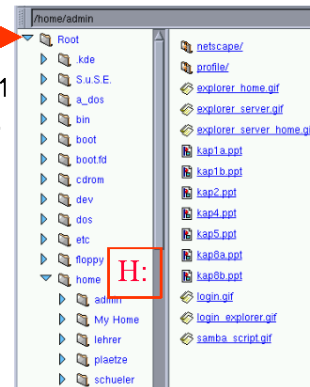 /home/admin
Root
.kde
S.u.S.E.
1
a_dos
bin
boot
boot.fd
cdrom
dev
dos
etc
floppy
H:
home
admin
My Home
lehrer
plaetze
schueler
netscape/
profile/
explorer_home.gif
explorer_server.gif
explorer_server_home.gi
kap1a.ppt
kap1b.ppt
kap2.ppt
kap4.ppt
kap5.ppt
kap8a.ppt
kap8b.ppt
login.gif
login_explorer.gif
samba_script.gif